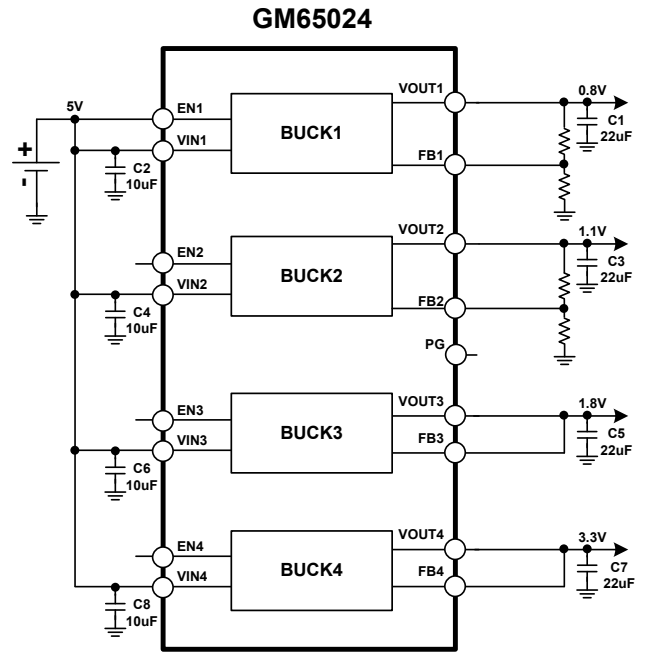 GM65024
5V
EN1
VIN1
BUCK1
VOUT1
FB1
0.8V
C1
22uF
+
-
C2
10uF
EN2
VIN2
BUCK2
VOUT2
FB2
1.1V
C3
22uF
C4
10uF
PG
EN3
VIN3
BUCK3
VOUT3
FB3
1.8V
C5
22uF
C6
10uF
EN4
VIN4
BUCK4
VOUT4
FB4
3.3V
C7
22uF
C8
10uF